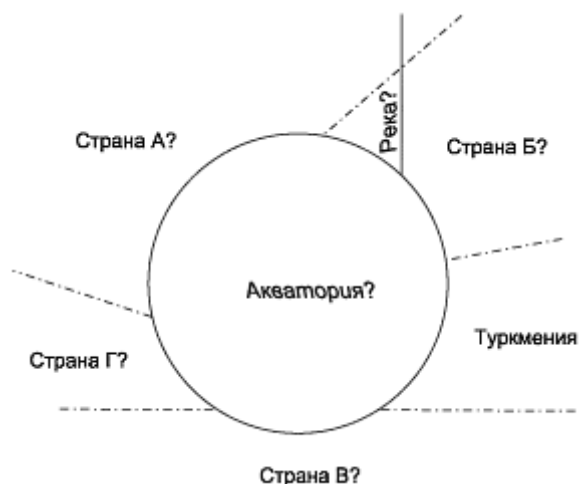 Река?
Страна А?
Страна Б?
Акватория?
Туркмения
Страна Г?
Страна В?